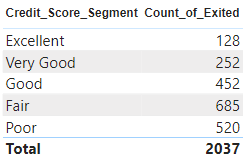 Credit_Score_Segment Count_of_Exited
Excellent 128
Very Good 252
Good 452
Fair 685
Poor 520
Total 2037